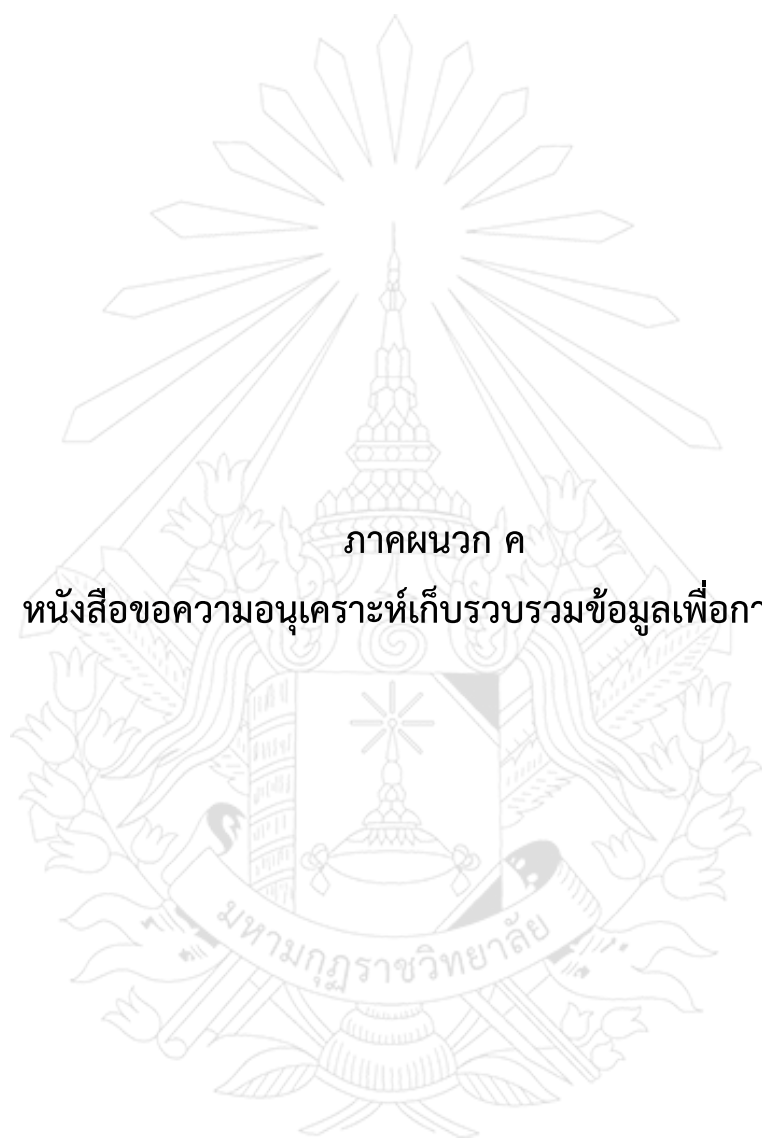 ภาคผนวก ค
หนังสือขอความอนุเคราะห์เก็บรวบรวมข้อมูลเพื่อกา
มหามกุฏราชวิทยาลัย